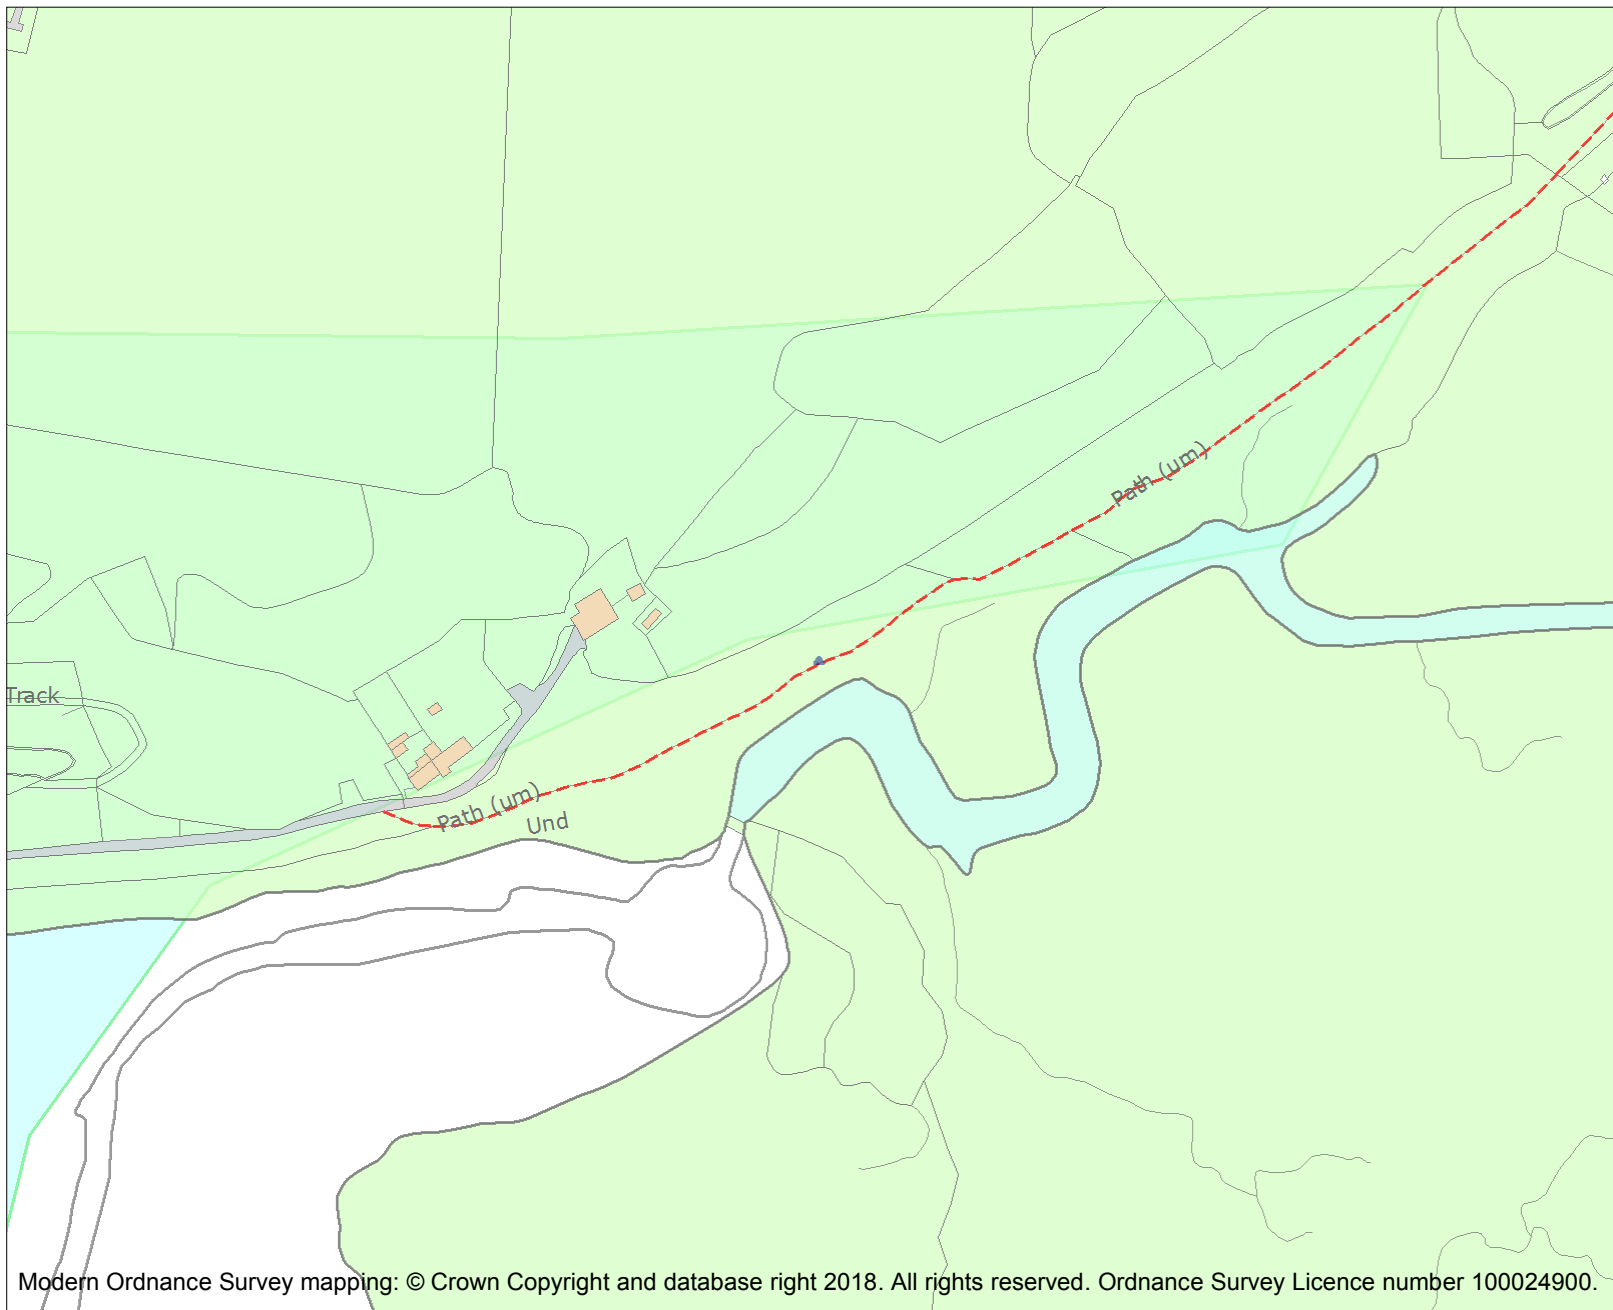 Path (um)
Track
Path (um)
Und
Modern Ordnance Survey mapping: © Crown Copyright and database right 2018. All rights reserved. Ordnance Survey Licence number 100024900.